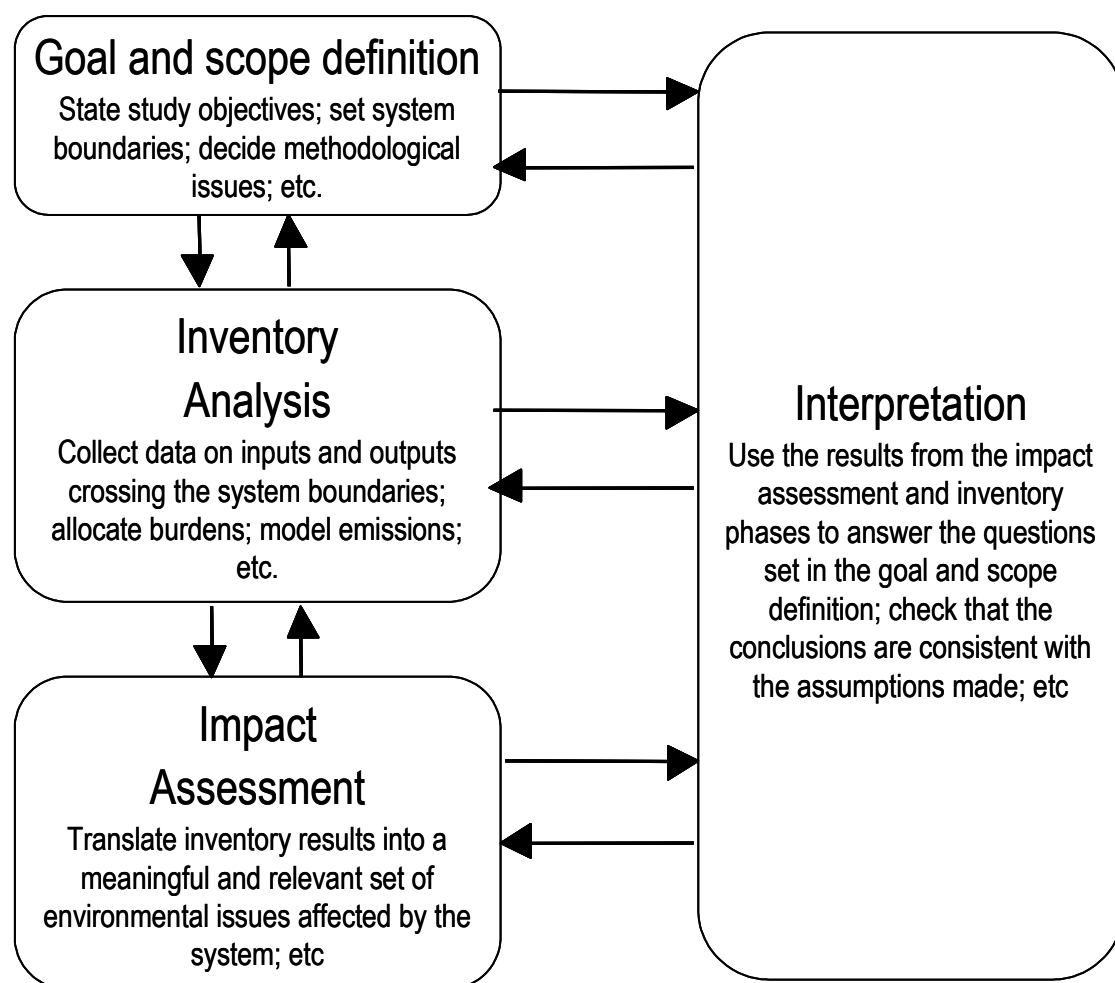 Goal and scope definition
State study objectives; set system
boundaries; decide methodological
issues; etc.
Inventory
Analysis
Collect data on inputs and outputs
crossing the system boundaries;
allocate burdens; model emissions;
etc.
Impact
Assessment
Translate inventory results into a
meaningful and relevant set of
environmental issues affected by the
system; etc
Interpretation
Use the results from the impact
assessment and inventory
phases to answer the questions
set in the goal and scope
definition; check that the
conclusions are consistent with
the assumptions made; etc